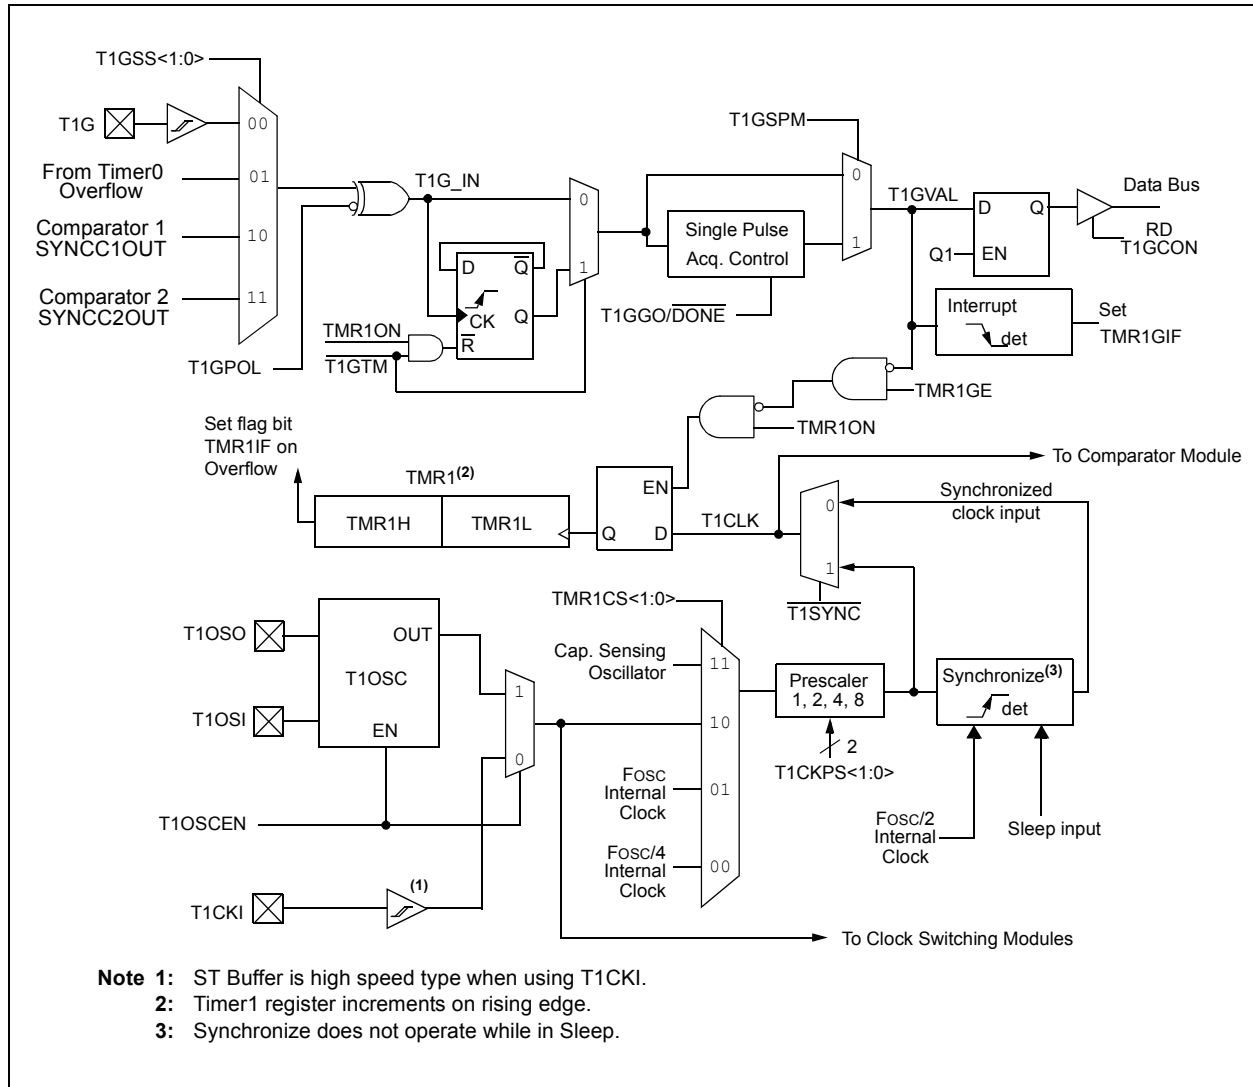 T1GSS<1:0>
T1G
00
From Timer0
Overflow
01
Comparator 1
SYNCC1OUT
10
Comparator 2
SYNCC2OUT
11
T1GPOL
T1G_IN
0
1
D
Q
CK
Q
R
TMR1ON
T1GTM
Single Pulse
Acq. Control
T1GGO/DONE
T1GSPM
0
1
T1GVAL
D
Q
Q1
EN
Data Bus
RD
T1GCON
Interrupt
det
Set
TMR1GIF
TMR1GE
TMR1ON
Set flag bit
TMR1IF on
Overflow
TMR1(2)
TMR1H
TMR1L
EN
Q
D
T1CLK
To Comparator Module
Synchronized
clock input
0
1
T1SYNC
TMR1CS<1:0>
T1OSO
OUT
T1OSC
T1OSI
EN
1
0
T1OSCEN
T1CKI
(1)
Cap. Sensing
Oscillator
11
10
FOSC
Internal
Clock
01
FOSC/4
Internal
Clock
00
Prescaler
1, 2, 4, 8
2
T1CKPS<1:0>
Synchronize(3)
det
FOSC/2
Internal
Clock
Sleep input
To Clock Switching Modules
Note 1: ST Buffer is high speed type when using T1CKI.
2: Timer1 register increments on rising edge.
3: Synchronize does not operate while in Sleep.